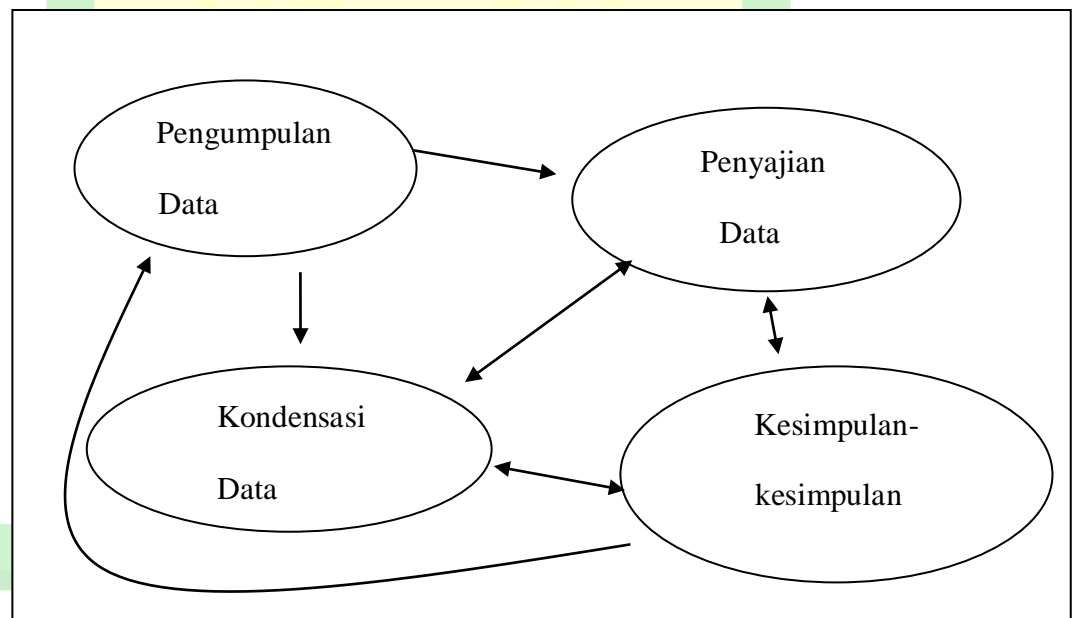 Pengumpulan
Data
Penyajian
Data
Kondensasi
Data
Kesimpulan-
kesimpulan